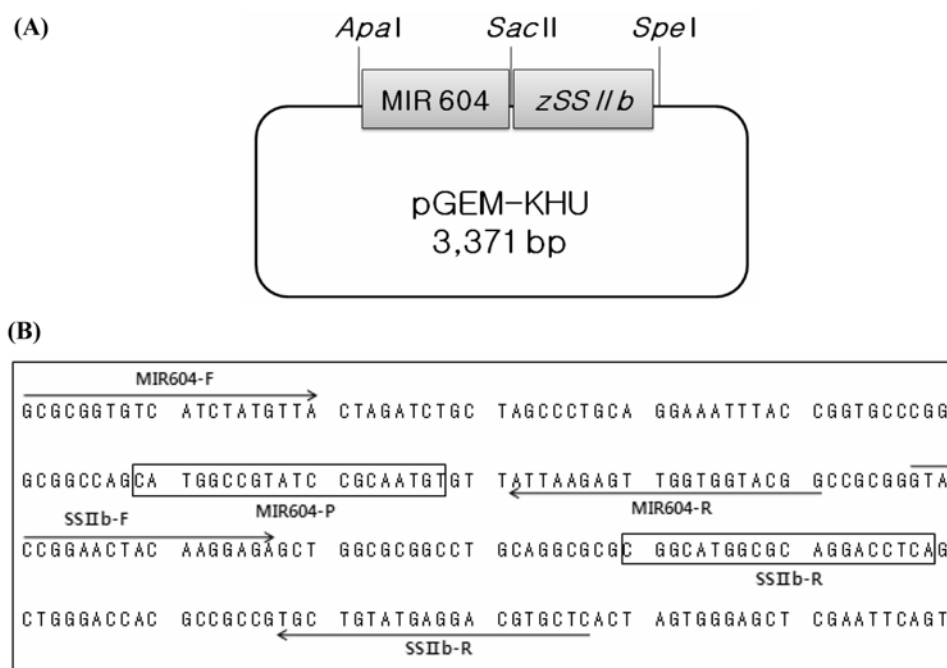 (A)
ApaI SacII SpeI
MIR 604 zSSIIb
pGEM-KHU
3,371 bp
(B)
MIR604-F
GCGCGGTGTC ATCTATGTTA CTAGATCTGC TAGCCCTGCA GGAAATTTAC CGGTGCCCGG
GCGGCCAGCA TGGCCGTATC CGCAATGTGT TATTAAGAGT TGGTGGTACG GCCGCGGGTA
MIR604-P MIR604-R
SSIIb-F
CCGGAACTAC AAGGAGAGCT GGCGCGGCCT GCAGGCGCGC GGCATGGCGC AGGACCTCAG
SSIIb-R
CTGGGACCAC GCCGCCGTGC TGTATGAGGA CGTGCTCACT AGTGGGAGCT CGAATTCAGT
SSIIb-R